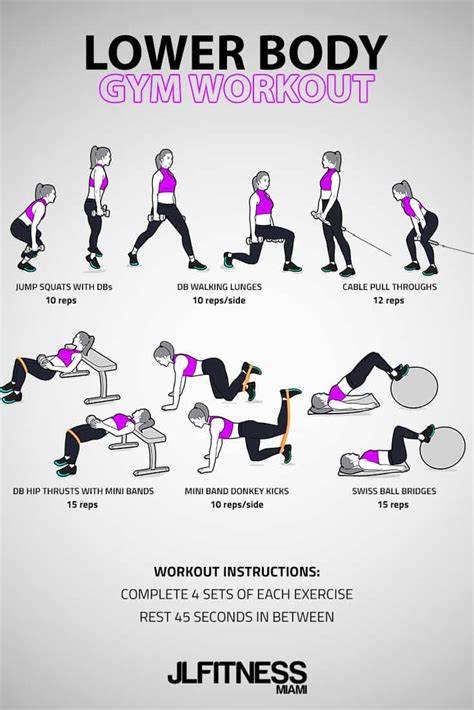 LOWER BODY
GYM WORKOUT
JUMP SQUATS WITH DBs
10 reps
DB WALKING LUNGES
10 reps/side
CABLE PULL THROUGHS
12 reps
DB HIP THRUSTS WITH MINI BANDS
15 reps
MINI BAND DONKEY KICKS
10 reps/side
SWISS BALL BRIDGES
15 reps
WORKOUT INSTRUCTIONS:
COMPLETE 4 SETS OF EACH EXERCISE
REST 45 SECONDS IN BETWEEN
JLFITNESS
MIAMI